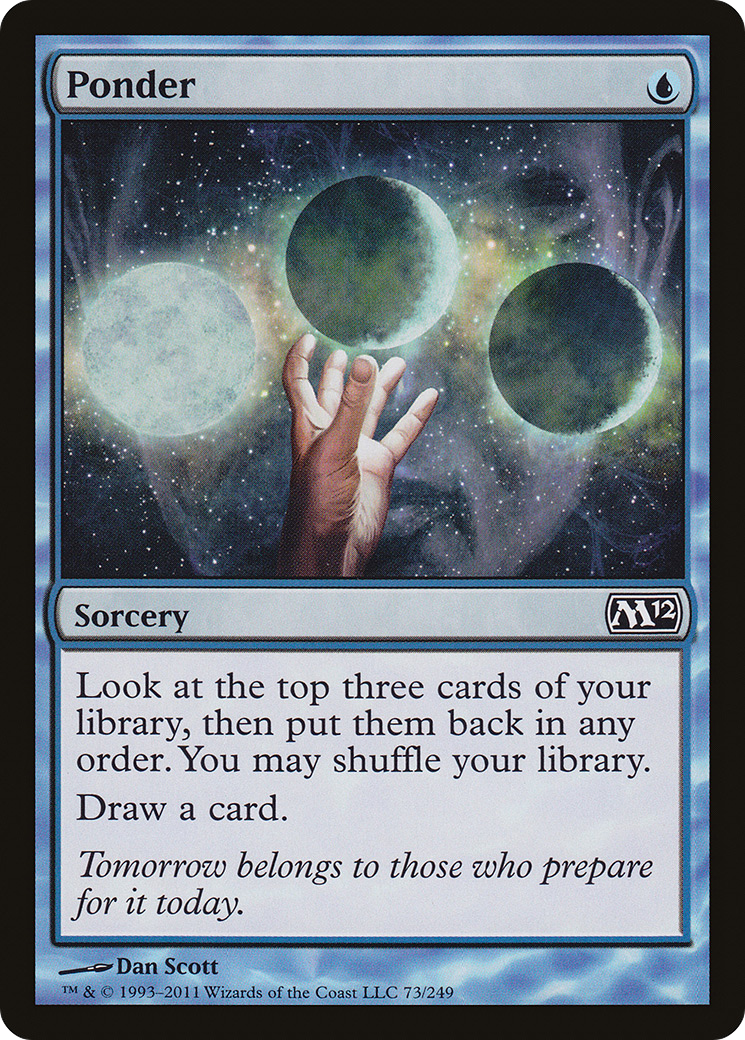 Ponder
Sorcery
M12
Look at the top three cards of your
library, then put them back in any
order. You may shuffle your library.
Draw a card.
Tomorrow belongs to those who prepare
for it today.
Dan Scott
™ & © 1993–2011 Wizards of the Coast LLC 73/249